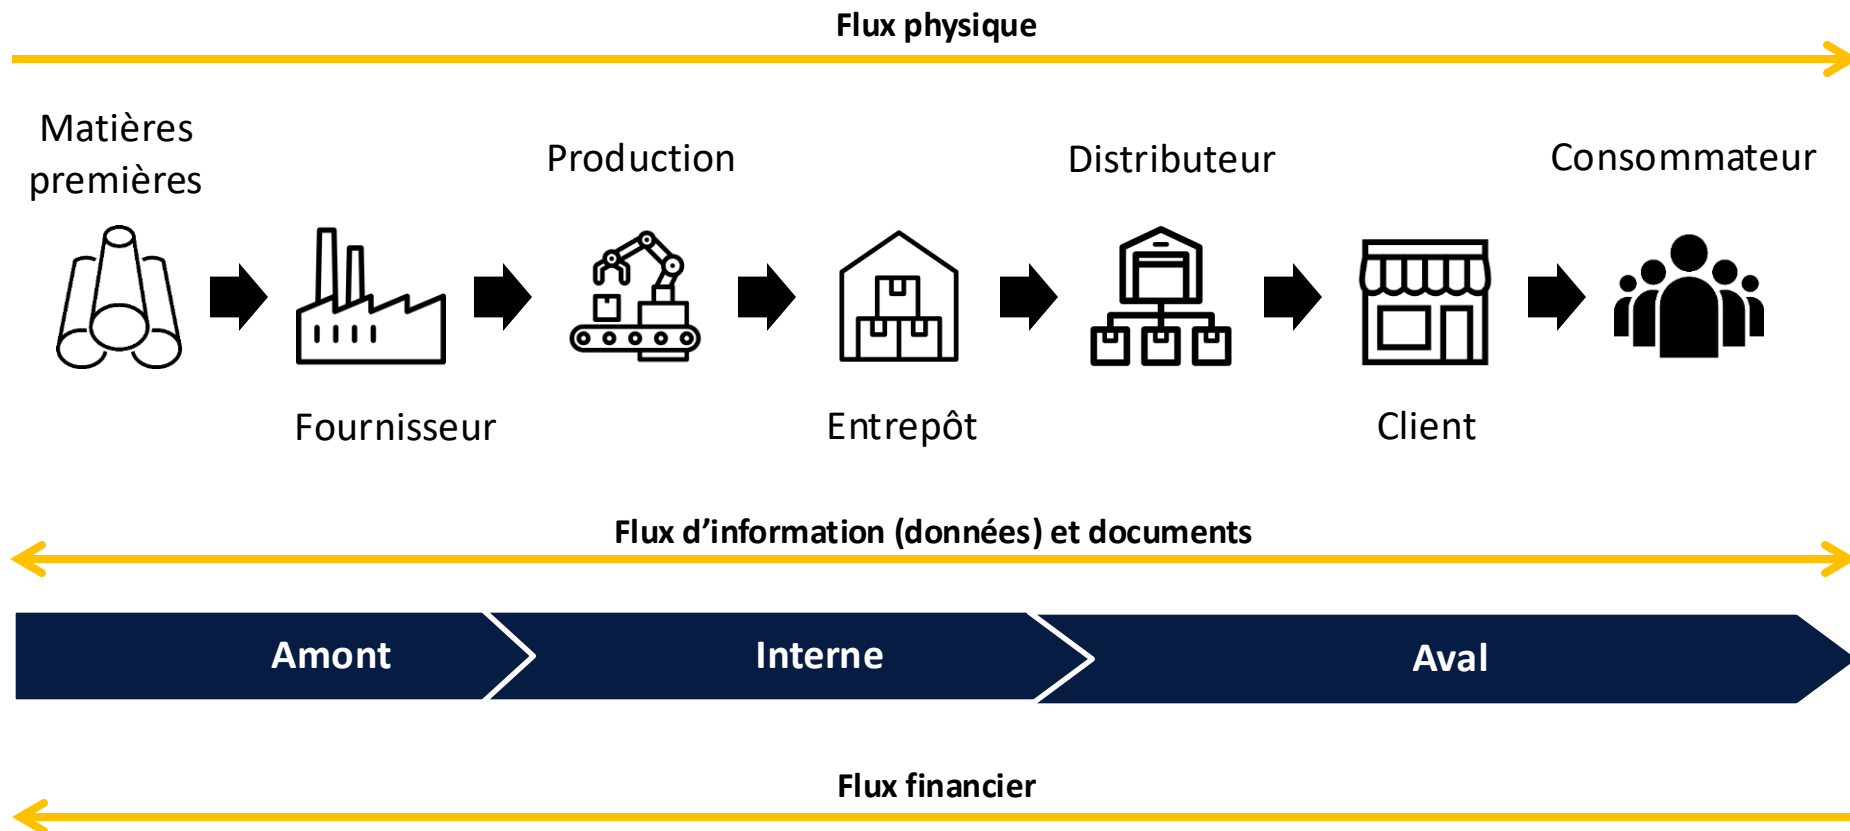 Flux physique
Matières
premières
Production
Distributeur
Consommateur
Fournisseur
Entrepôt
Client
Flux d’information (données) et documents
Amont
Interne
Aval
Flux financier